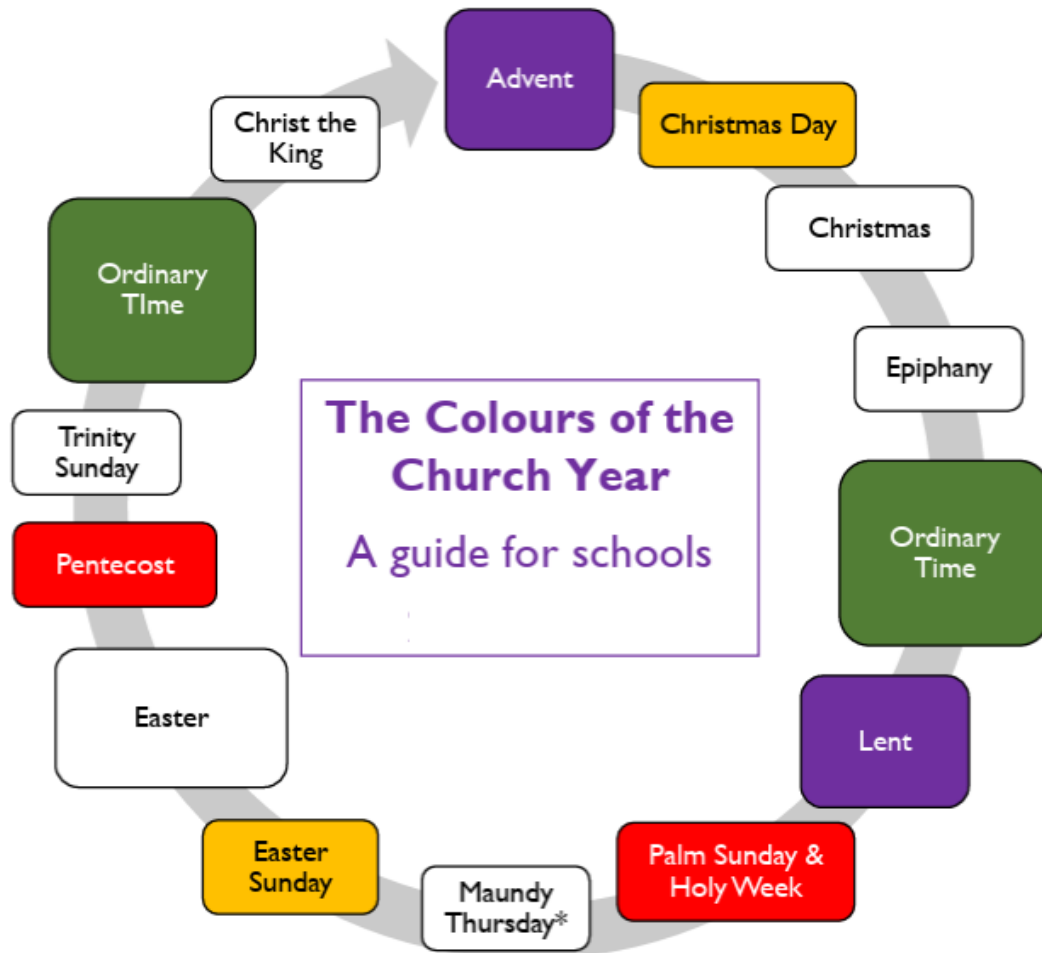 Advent
Christmas Day
Christmas
Epiphany
Ordinary
Time
Lent
Palm Sunday &
Holy Week
Maundy
Thursday*
Easter
Sunday
Easter
Pentecost
Trinity
Sunday
Ordinary
TIme
Christ the
King
The Colours of the
Church Year
A guide for schools